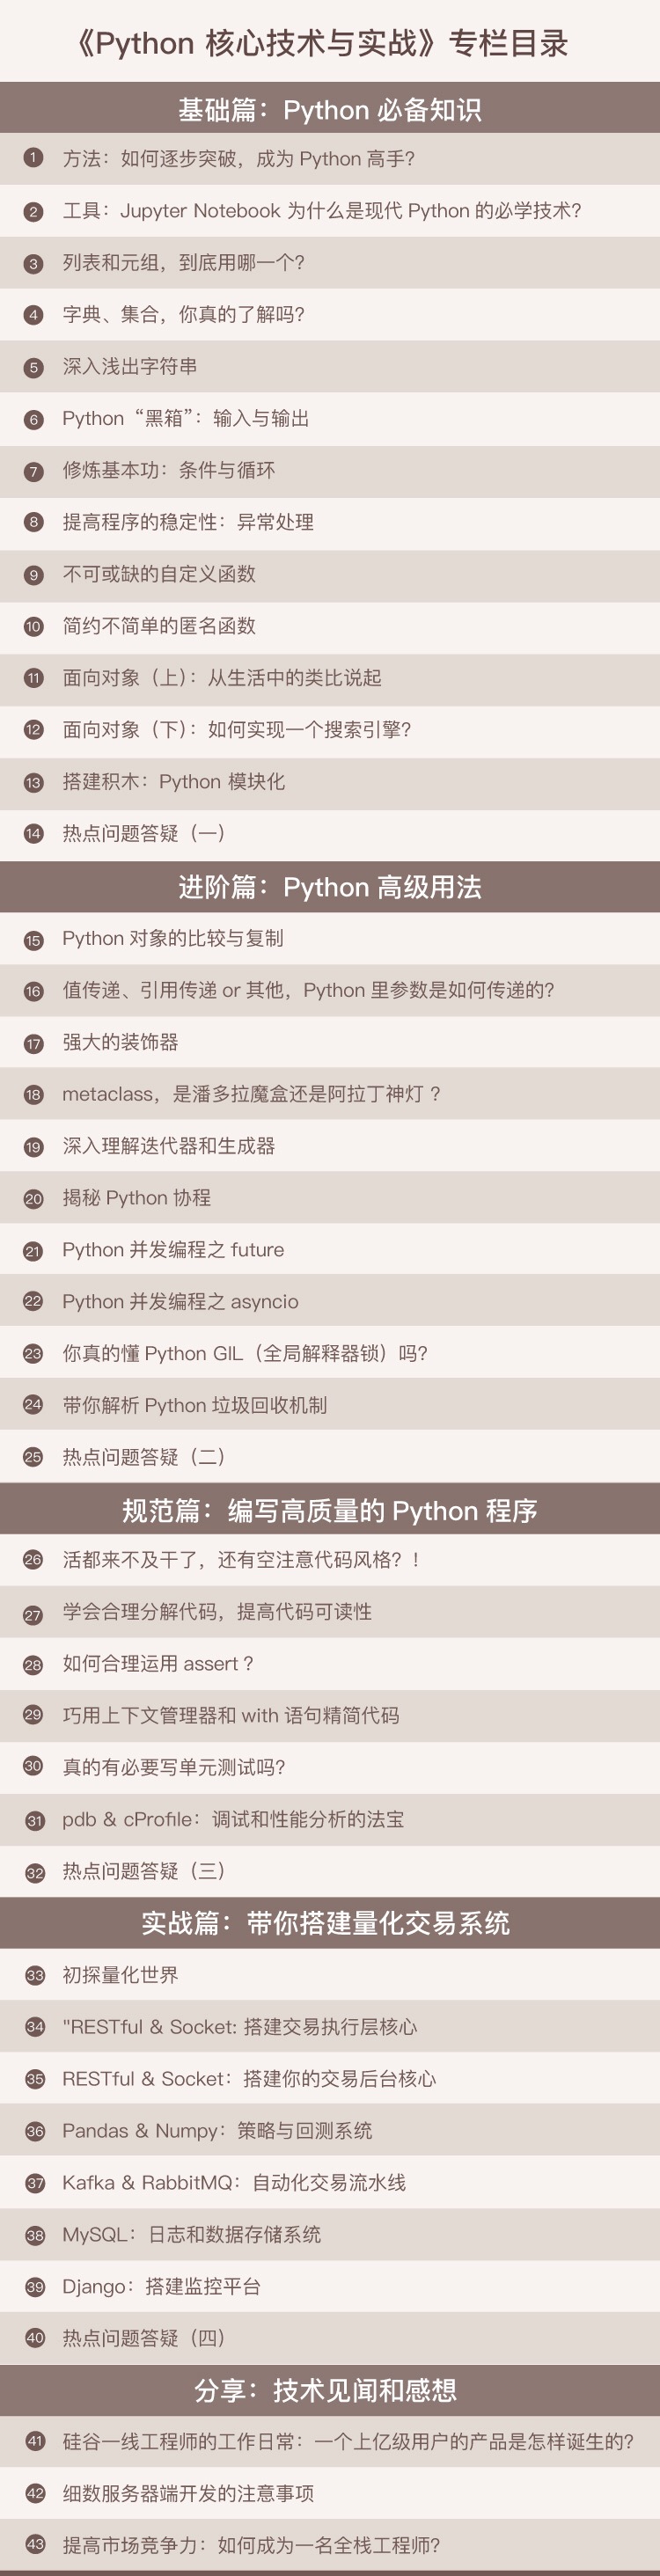 《Python 核心技术与实战》专栏目录
基础篇：Python 必备知识
1 方法：如何逐步突破，成为 Python 高手？
2 工具：Jupyter Notebook 为什么是现代 Python 的必学技术？
3 列表和元组，到底用哪一个？
4 字典、集合，你真的了解吗？
5 深入浅出字符串
6 Python“黑箱”：输入与输出
7 修炼基本功：条件与循环
8 提高程序的稳定性：异常处理
9 不可或缺的自定义函数
10 简约不简单的匿名函数
11 面向对象（上）：从生活中的类比说起
12 面向对象（下）：如何实现一个搜索引擎？
13 搭建积木：Python 模块化
14 热点问题答疑（一）
进阶篇：Python 高级用法
15 Python 对象的比较与复制
16 值传递、引用传递 or 其他，Python 里参数是如何传递的？
17 强大的装饰器
18 metaclass，是潘多拉魔盒还是阿拉丁神灯 ？
19 深入理解迭代器和生成器
20 揭秘 Python 协程
21 Python 并发编程之 future
22 Python 并发编程之 asyncio
23 你真的懂 Python GIL（全局解释器锁）吗？
24 带你解析 Python 垃圾回收机制
25 热点问题答疑（二）
规范篇：编写高质量的 Python 程序
26 活都来不及干了，还有空注意代码风格？！
27 学会合理分解代码，提高代码可读性
28 如何合理运用 assert ？
29 巧用上下文管理器和 with 语句精简代码
30 真的有必要写单元测试吗？
31 pdb & cProfile：调试和性能分析的法宝
32 热点问题答疑（三）
实战篇：带你搭建量化交易系统
33 初探量化世界
34 "RESTful & Socket: 搭建交易执行层核心
35 RESTful & Socket：搭建你的交易后台核心
36 Pandas & Numpy：策略与回测系统
37 Kafka & RabbitMQ：自动化交易流水线
38 MySQL：日志和数据存储系统
39 Django：搭建监控平台
40 热点问题答疑（四）
分享：技术见闻和感想
41 硅谷一线工程师的工作日常：一个上亿级用户的产品是怎样诞生的？
42 细数服务器端开发的注意事项
43 提高市场竞争力：如何成为一名全栈工程师？